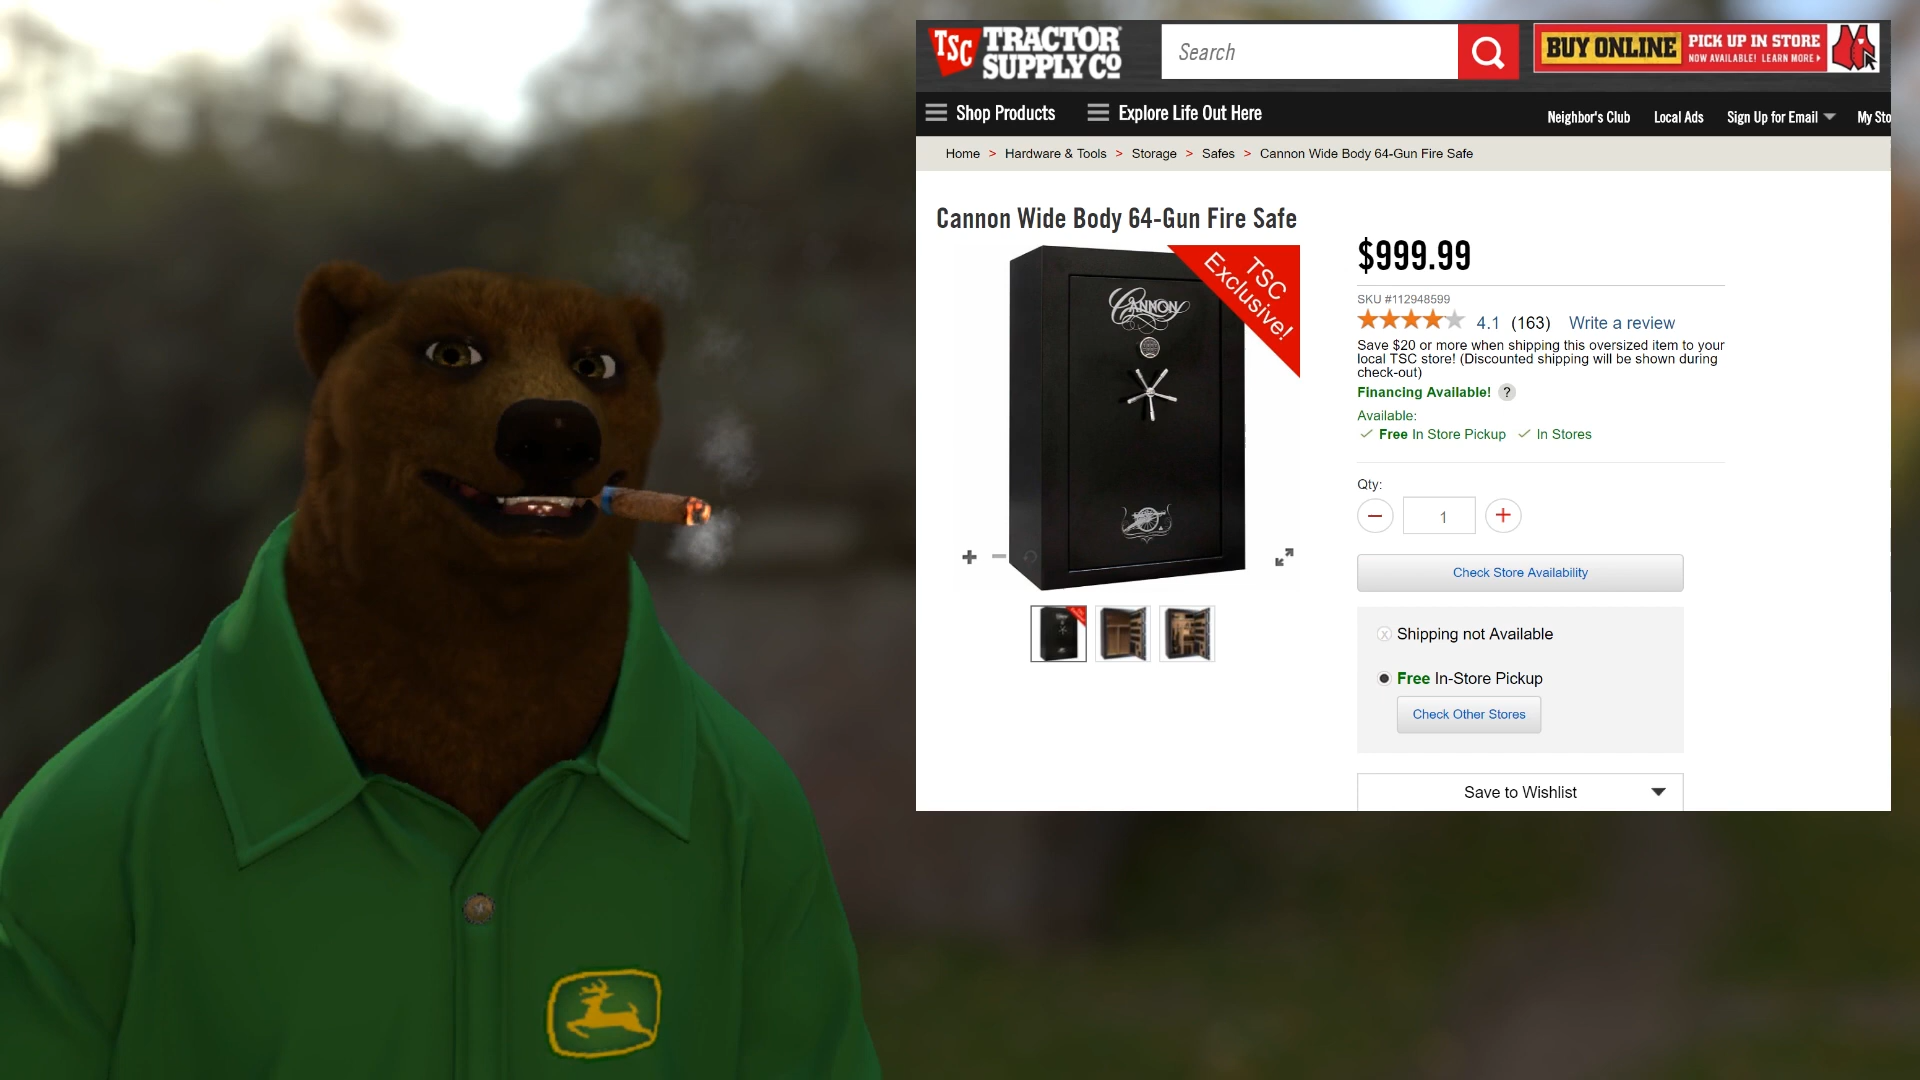 TSC TRACTOR SUPPLY CO
Search
BUY ONLINE PICK UP IN STORE
NOW AVAILABLE! LEARN MORE
Shop Products
Explore Life Out Here
Neighbor's Club
Local Ads
Sign Up for Email
My Sto
Home > Hardware & Tools > Storage > Safes > Cannon Wide Body 64-Gun Fire Safe
Cannon Wide Body 64-Gun Fire Safe
TSC
Exclusive!
CANNON
$999.99
SKU #112948599
4.1 (163) Write a review
Save $20 or more when shipping this oversized item to your
local TSC store! (Discounted shipping will be shown during
check-out)
Financing Available! ?
Available:
Free In Store Pickup
In Stores
Qty:
1
Check Store Availability
Shipping not Available
Free In-Store Pickup
Check Other Stores
Save to Wishlist